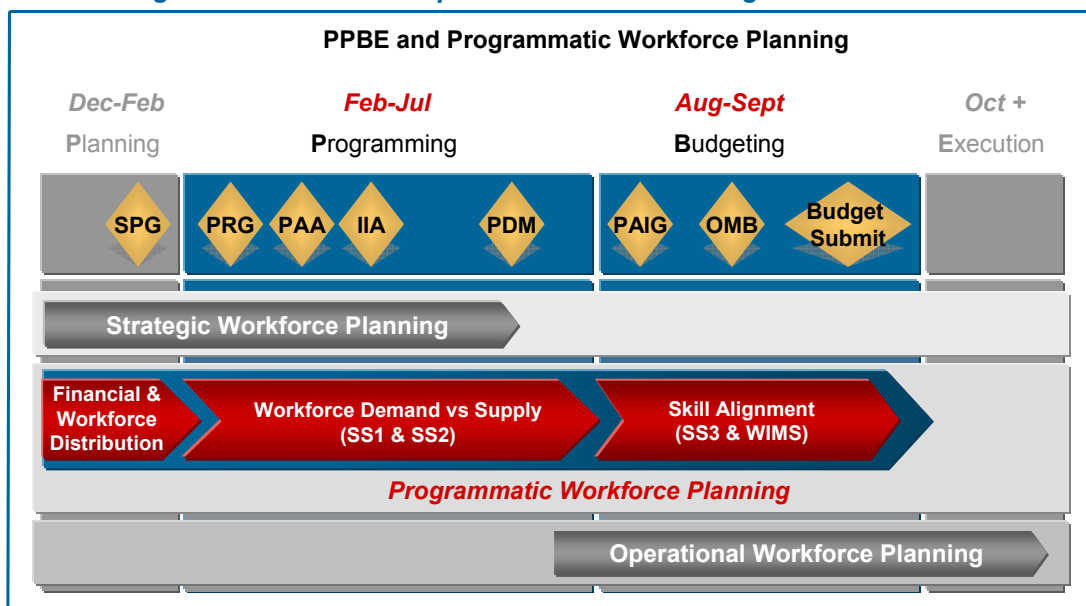 PPBE and Programmatic Workforce Planning
Dec-Feb
Feb-Jul
Aug-Sept
Oct +
Planning
Programming
Budgeting
Execution
SPG
PRG
PAA
IIA
PDM
PAIG
OMB
Budget
Submit
Strategic Workforce Planning
Financial &
Workforce
Distribution
Workforce Demand vs Supply
(SS1 & SS2)
Skill Alignment
(SS3 & WIMS)
Programmatic Workforce Planning
Operational Workforce Planning